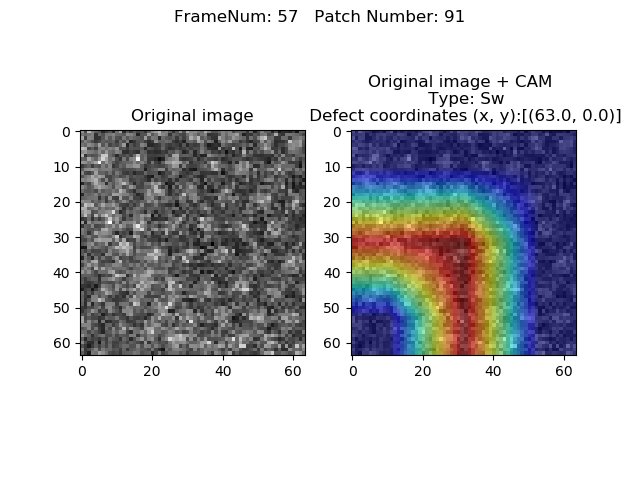 FrameNum: 57   Patch Number: 91
Original image + CAM
Type: Sw
Original image
Defect coordinates (x, y):[(63.0, 0.0)]
0
10
20
30
40
50
60
0 20 40 60
0
10
20
30
40
50
60
0 20 40 60